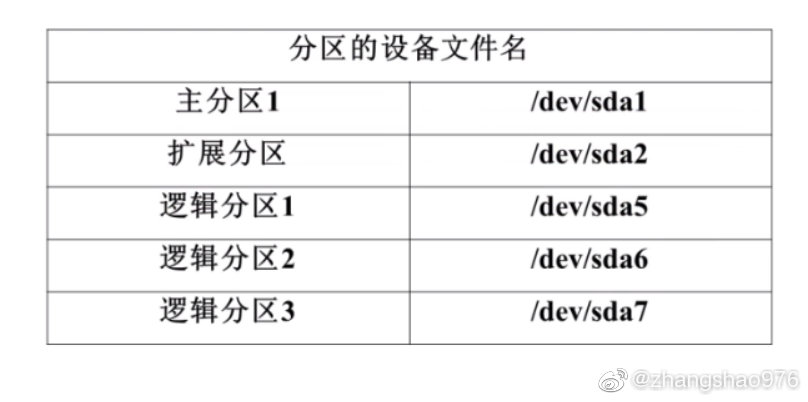 分区的设备文件名
主分区1 /dev/sda1
扩展分区 /dev/sda2
逻辑分区1 /dev/sda5
逻辑分区2 /dev/sda6
逻辑分区3 /dev/sda7
@zhangshao976